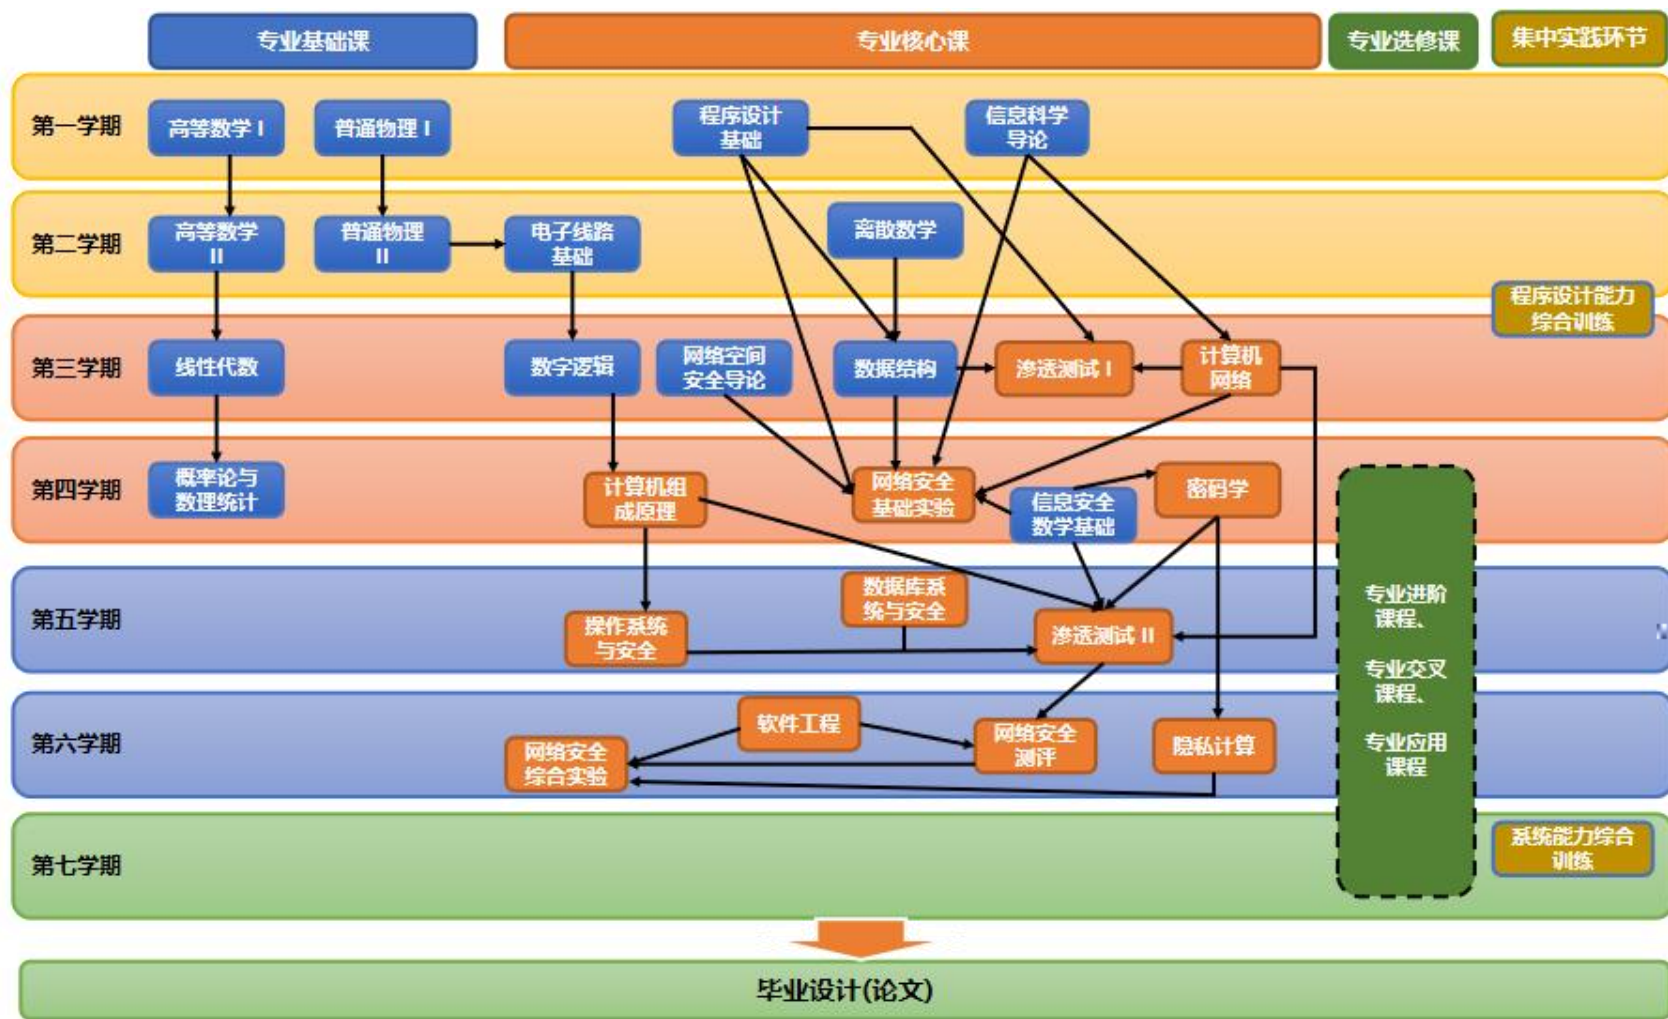 专业基础课
专业核心课
专业选修课
集中实践环节
第一学期
高等数学 I
普通物理 I
程序设计
基础
信息科学
导论
第二学期
高等数学
II
普通物理
II
电子线路
基础
离散数学
程序设计能力
综合训练
第三学期
线性代数
数字逻辑
网络空间
安全导论
数据结构
渗透测试 I
计算机
网络
第四学期
概率论与
数理统计
计算机组
成原理
网络安全
基础实验
信息安全
数学基础
密码学
第五学期
操作系统
与安全
数据库系
统与安全
渗透测试 II
专业进阶
课程、
专业交叉
课程、
专业应用
课程
第六学期
网络安全
综合实验
软件工程
网络安全
测评
隐私计算
第七学期
系统能力综合
训练
毕业设计(论文)